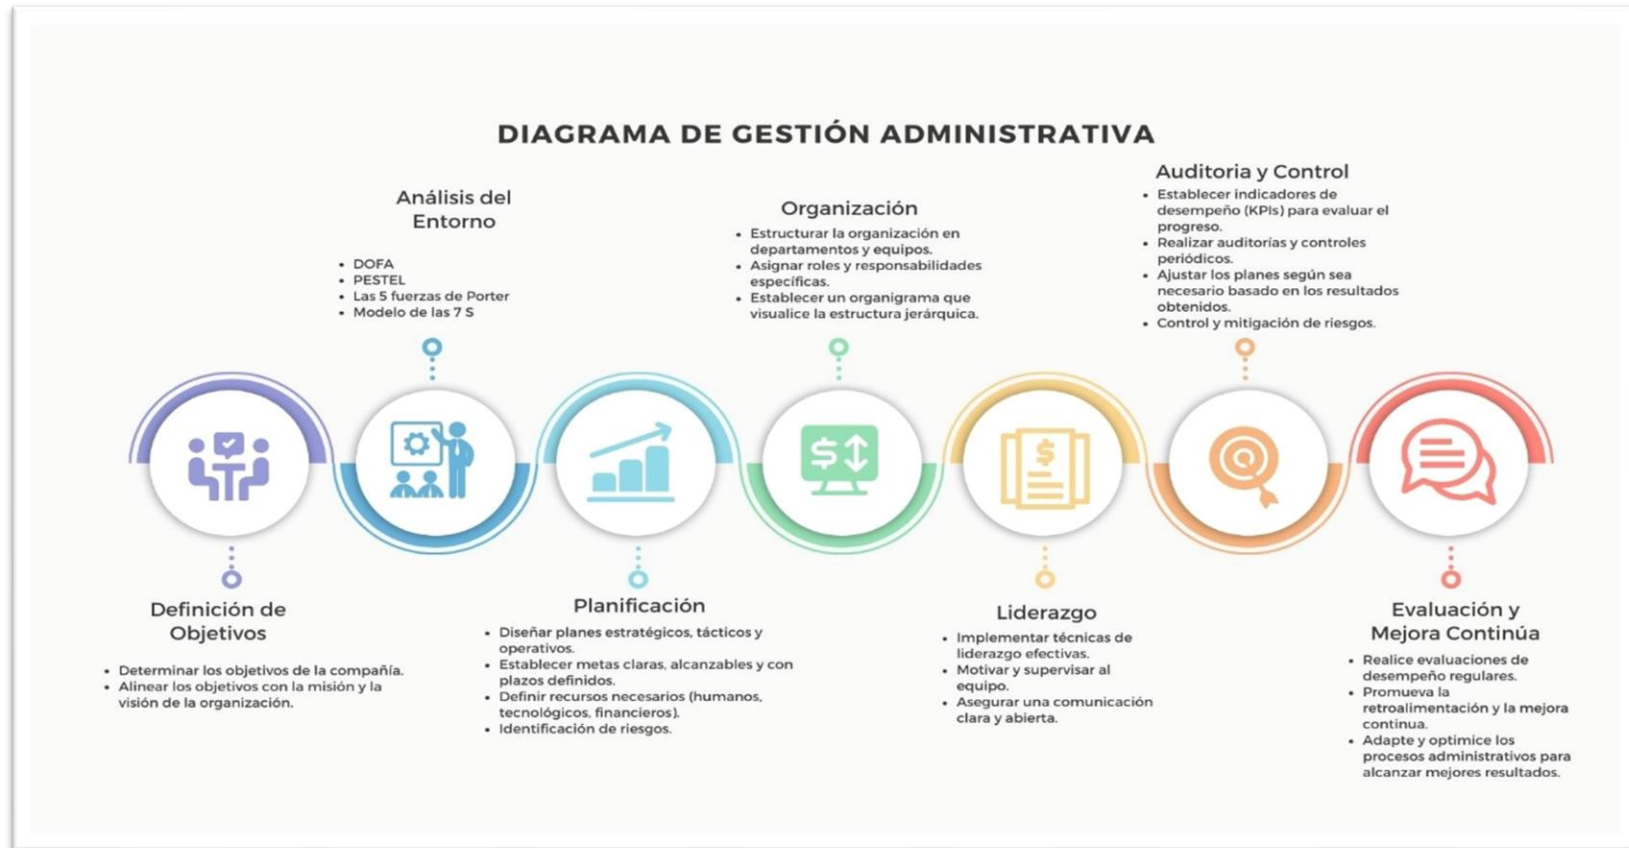 DIAGRAMA DE GESTIÓN ADMINISTRATIVA
Definición de
Objetivos
• Determinar los objetivos de la compañía.
• Alinear los objetivos con la misión y la
visión de la organización.
Análisis del
Entorno
• DOFA
• PESTEL
• Las 5 fuerzas de Porter
• Modelo de las 7 S
Planificación
• Diseñar planes estratégicos, tácticos y
operativos.
• Establecer metas claras, alcanzables y con
plazos definidos.
• Definir recursos necesarios (humanos,
tecnológicos, financieros).
• Identificación de riesgos.
Organización
• Estructurar la organización en
departamentos y equipos.
• Asignar roles y responsabilidades
específicas.
• Establecer un organigrama que
visualice la estructura jerárquica.
Liderazgo
• Implementar técnicas de
liderazgo efectivas.
• Motivar y supervisar al
equipo.
• Asegurar una comunicación
clara y abierta.
Auditoria y Control
• Establecer indicadores de
desempeño (KPIs) para evaluar el
progreso.
• Realizar auditorías y controles
periódicos.
• Ajustar los planes según sea
necesario basado en los resultados
obtenidos.
• Control y mitigación de riesgos.
Evaluación y
Mejora Continúa
• Realice evaluaciones de
desempeño regulares.
• Promueva la
retroalimentación y la mejora
continua.
• Adapte y optimice los
procesos administrativos para
alcanzar mejores resultados.